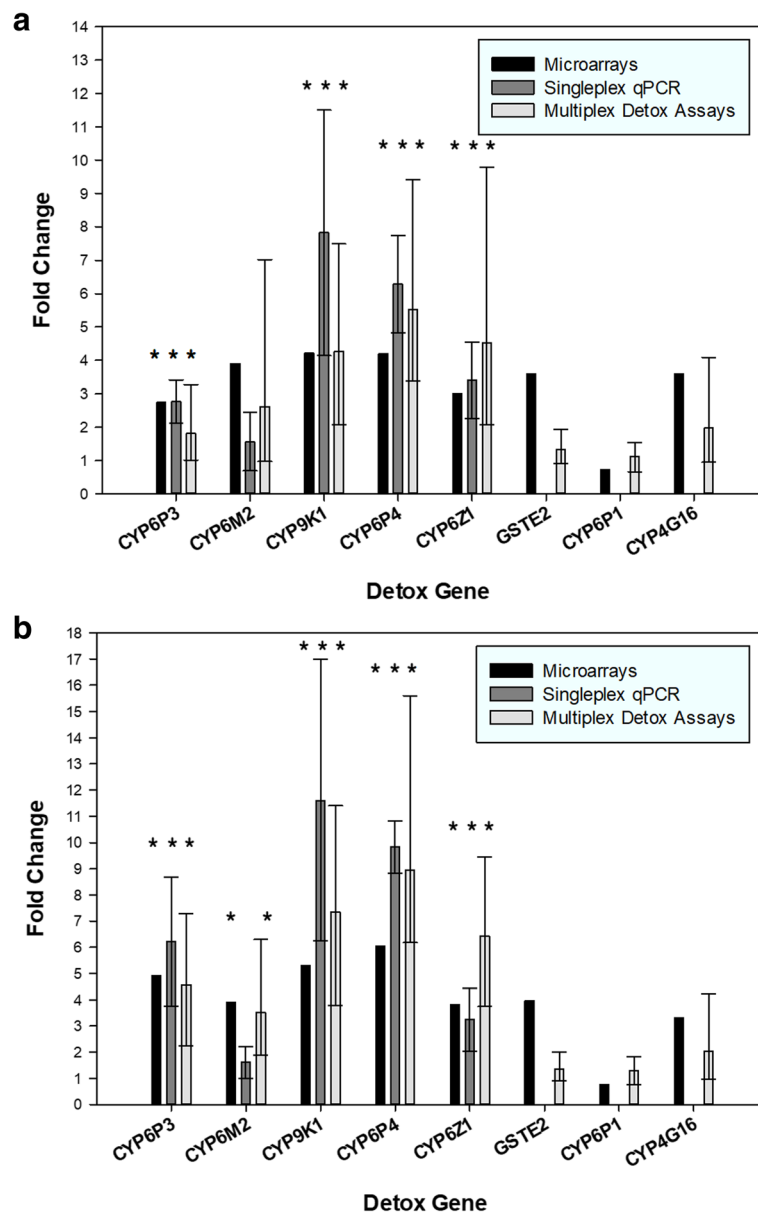 a
Fold Change
14
13
12
11
10
9
8
7
6
5
4
3
2
1
0
Microarrays
Singleplex qPCR
Multiplex Detox Assays
* * *
* * *
* * *
* * *
CYP6P3
CYP6M2
CYP9K1
CYP6P4
CYP6Z1
GSTE2
CYP6P1
CYP4G16
Detox Gene
b
Fold Change
18
17
16
15
14
13
12
11
10
9
8
7
6
5
4
3
2
1
0
Microarrays
Singleplex qPCR
Multiplex Detox Assays
* * *
* * *
* * *
* * *
* *
CYP6P3
CYP6M2
CYP9K1
CYP6P4
CYP6Z1
GSTE2
CYP6P1
CYP4G16
Detox Gene